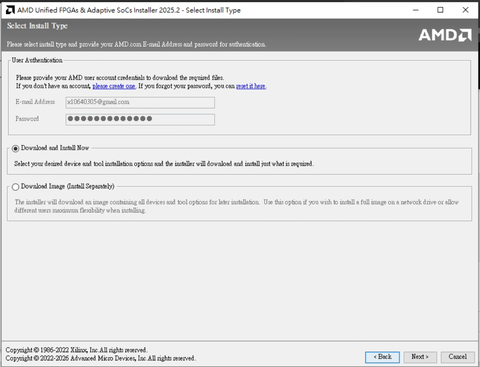 AMD Unified FPGAs & Adaptive SoCs Installer 2025.2 - Select Install Type
Select Install Type
Please select install type and provide your AMD.com E-mail Address and password for authentication.
AMD
User Authentication
Please provide your AMD user account credentials to download the required files.
If you don't have an account, please create one. If you forgot your password, you can reset it here.
E-mail Address x10640303@gmail.com
Password
Download and Install Now
Select your desired device and tool installation options and the installer will download and install just what is required.
Download Image (Install Separately)
The installer will download an image containing all devices and tool options for later installation. Use this option if you wish to install a full image on a network drive or allow
different users maximum flexibility when installing.
Copyright © 1986-2022 Xilinx, Inc. All rights reserved.
Copyright © 2022-2026 Advanced Micro Devices, Inc. All rights reserved.
< Back
Next >
Cancel